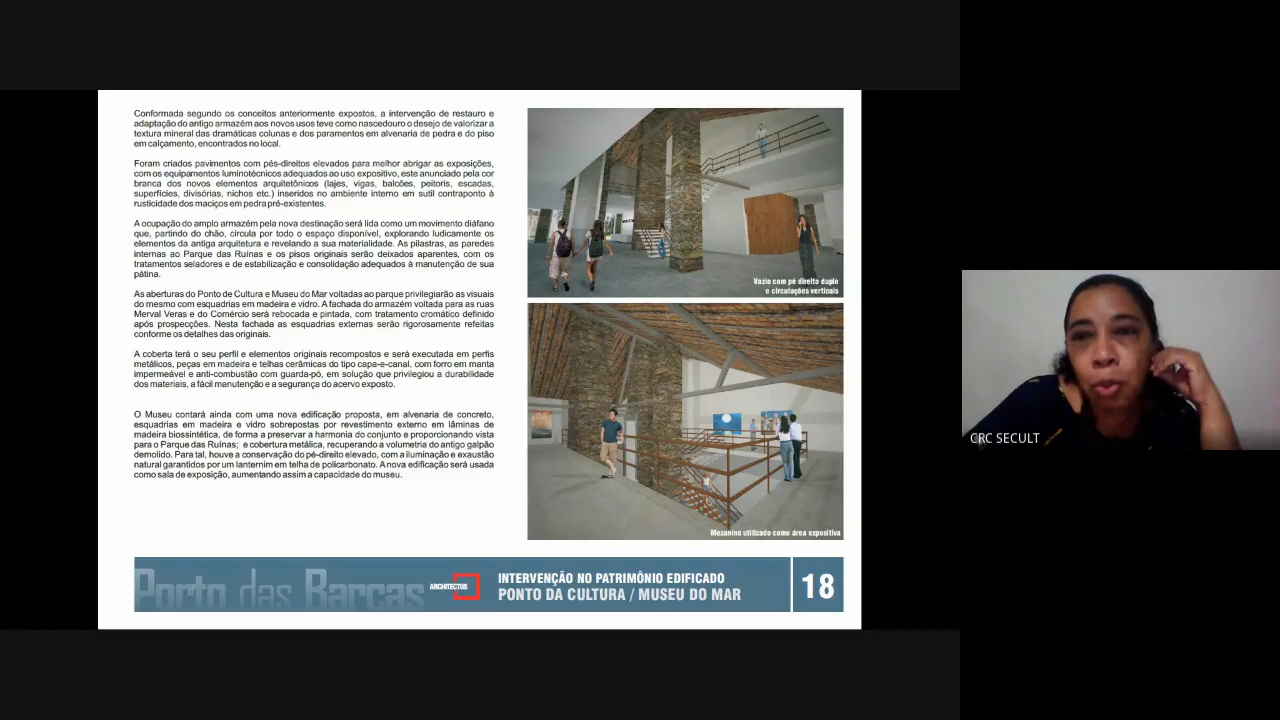 Conformada segundo os conceitos anteriormente expostos, a intervenção de restauro e
adaptação do antigo armazém aos novos usos teve como nascedouro o desejo de valorizar a
textura mineral das dramáticas colunas e dos paramentos em alvenaria de pedra e do piso
em calçamento, encontrados no local.
Foram criados pavimentos com pés-direitos elevados para melhor abrigar as exposições,
com os equipamentos luminotécnicos adequados ao uso expositivo, este anunciado pela cor
branca dos novos elementos arquitetônicos (lajes, vigas, balcões, peitoris, escadas,
superfícies, divisórias, nichos etc.) inseridos no ambiente interno em sutil contraponto à
rusticidade dos maciços em pedra pré-existentes.
A ocupação do amplo armazém pela nova destinação será lida como um movimento diáfano
que, partindo do chão, circula por todo o espaço disponível, explorando ludicamente os
elementos da antiga arquitetura e revelando a sua materialidade. As pilastras, as paredes
internas ao Parque das Ruínas e os pisos originais serão deixados aparentes, com os
tratamentos seladores e de estabilização e consolidação adequados à manutenção de sua
pátina.
As aberturas do Ponto de Cultura e Museu do Mar voltadas ao parque privilegiarão as visuais
do mesmo com esquadrias em madeira e vidro. A fachada do armazém voltada para as ruas
Merval Veras e do Comércio será rebocada e pintada, com tratamento cromático definido
após prospecções. Nesta fachada as esquadrias externas serão rigorosamente refeitas
conforme os detalhes das originais.
A coberta terá o seu perfil e elementos originais recompostos e será executada em perfis
metálicos, peças em madeira e telhas cerâmicas do tipo capa-e-canal, com forro em manta
impermeável e anti-combustão com guarda-pó, em solução que privilegiou a durabilidade
dos materiais, a fácil manutenção e a segurança do acervo exposto.
O Museu contará ainda com uma nova edificação proposta, em alvenaria de concreto,
esquadrias em madeira e vidro sobrepostas por revestimento externo em lâminas de
madeira biossintética, de forma a preservar a harmonia do conjunto e proporcionando vista
para o Parque das Ruínas; e cobertura metálica, recuperando a volumetria do antigo galpão
demolido. Para tal, houve a conservação do pé-direito elevado, com a iluminação e exaustão
natural garantidos por um lanternim em telha de policarbonato. A nova edificação será usada
como sala de exposição, aumentando assim a capacidade do museu.
Vazio com pé direito duplo
e circulações verticais
Mezanino utilizado como área expositiva
Porto das Barcas
ARCHITECTUS
INTERVENÇÃO NO PATRIMÔNIO EDIFICADO
PONTO DA CULTURA / MUSEU DO MAR
18
CRC SECULT